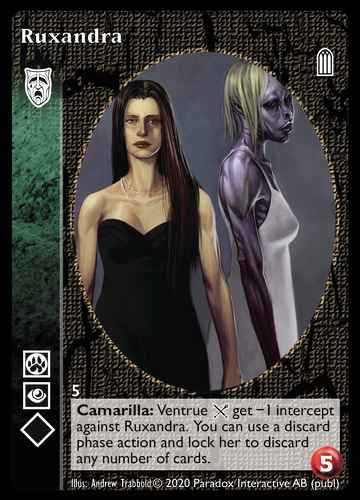 Ruxandra
5
Camarilla: Ventrue get −1 intercept
against Ruxandra. You can use a discard
phase action and lock her to discard
any number of cards.
5
Illus: Andrew Trabbold © 2020 Paradox Interactive AB (publ)